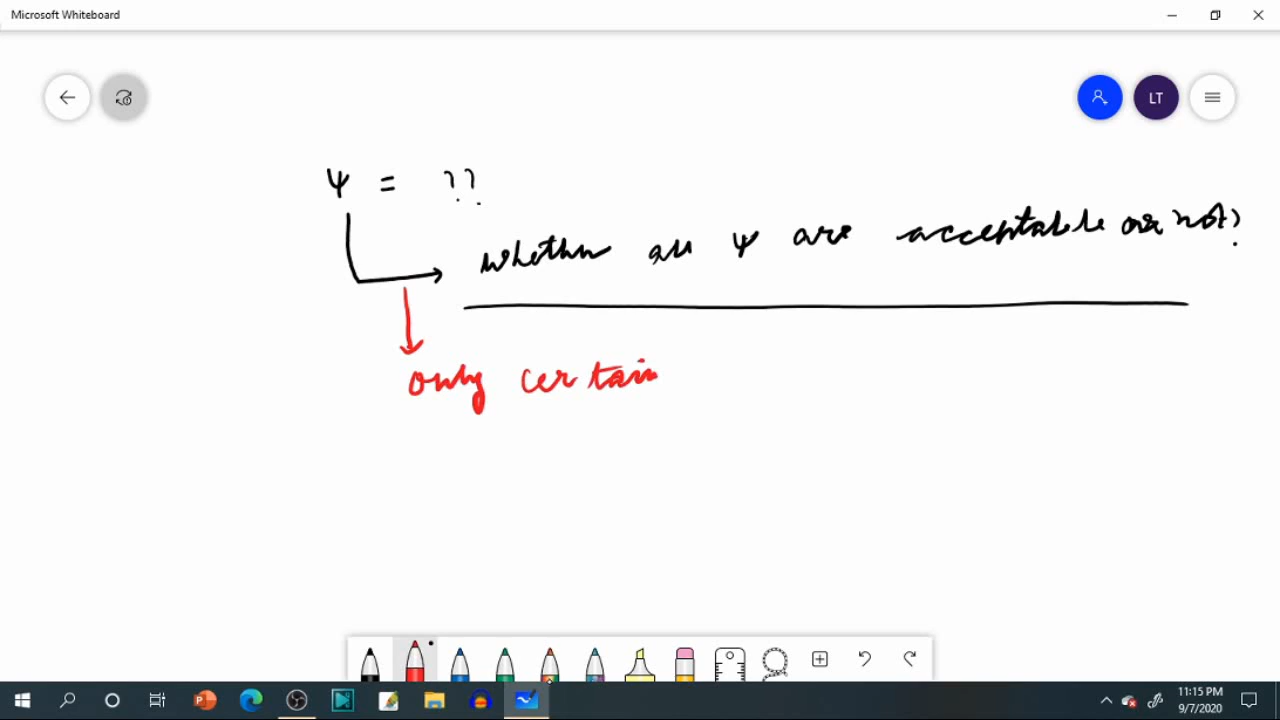 Microsoft Whiteboard
LT
ψ = ??
whether all ψ are acceptable or not?
only certain
11:15 PM
9/7/2020